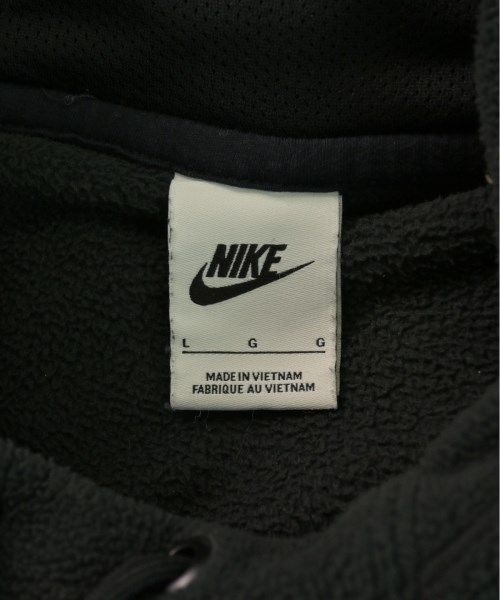 NIKE
L G G
MADE IN VIETNAM
FABRIQUE AU VIETNAM